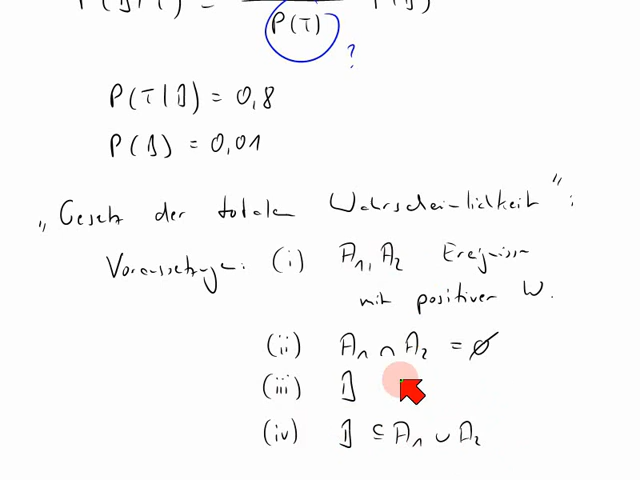 P(T)
?
P(T|B) = 0,8
P(B) = 0,01
„Gesetz der totalen Wahrscheinlichkeit":
Voraussetzungen: (i) A₁, A₂ Ereignisse
mit positiver W.
(ii) A₁ ∩ A₂ = ∅
(iii) B
(iv) B ⊆ A₁ ∪ A₂